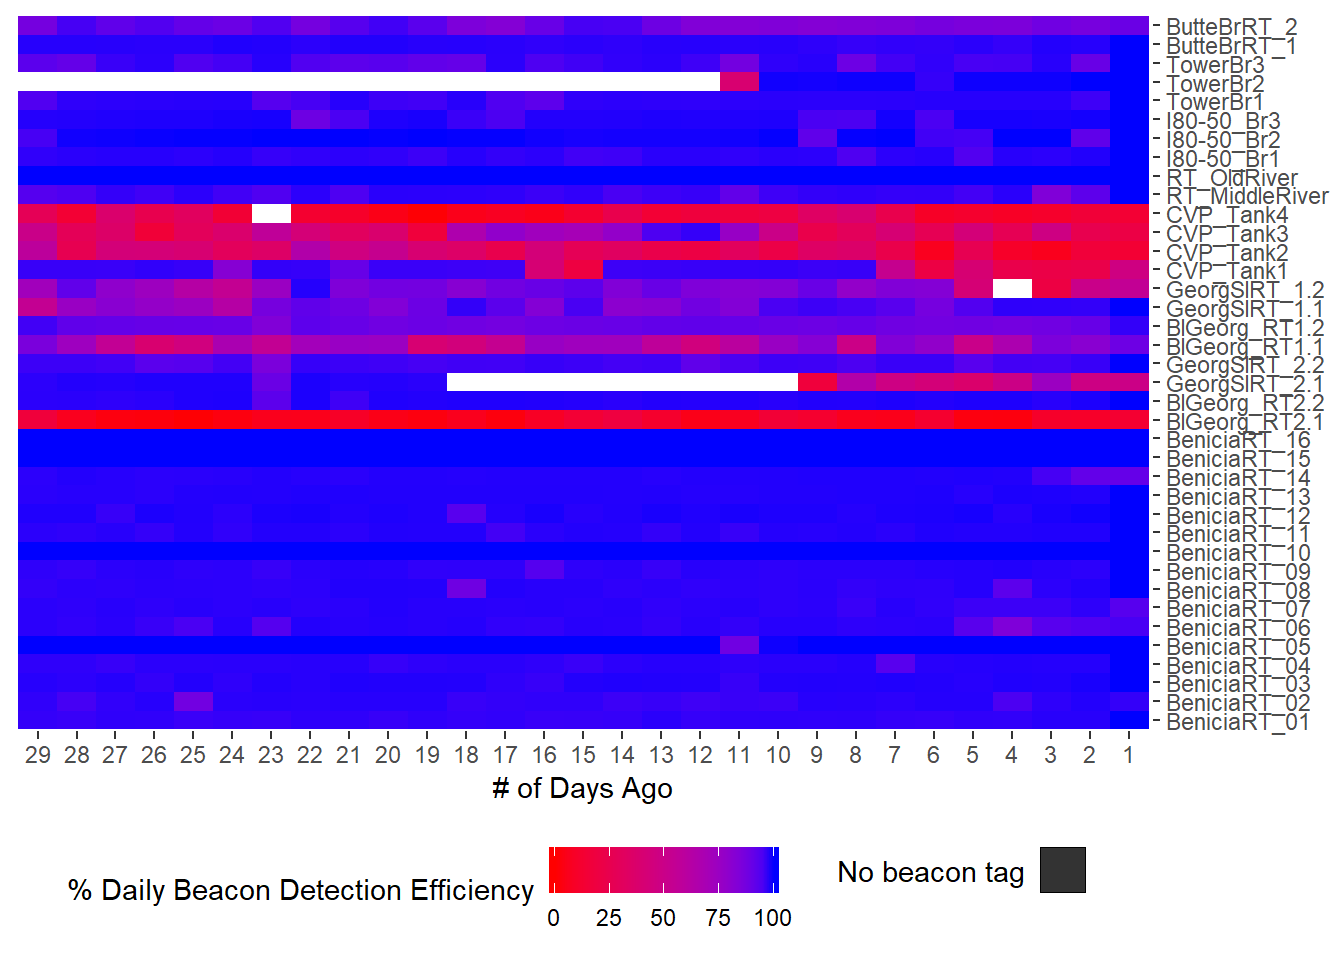 ButteBrRT_2
ButteBrRT_1
TowerBr3
TowerBr2
TowerBr1
I80-50_Br3
I80-50_Br2
I80-50_Br1
RT_OldRiver
RT_MiddleRiver
CVP_Tank4
CVP_Tank3
CVP_Tank2
CVP_Tank1
GeorgSlRT_1.2
GeorgSlRT_1.1
BlGeorg_RT1.2
BlGeorg_RT1.1
GeorgSlRT_2.2
GeorgSlRT_2.1
BlGeorg_RT2.2
BlGeorg_RT2.1
BeniciaRT_16
BeniciaRT_15
BeniciaRT_14
BeniciaRT_13
BeniciaRT_12
BeniciaRT_11
BeniciaRT_10
BeniciaRT_09
BeniciaRT_08
BeniciaRT_07
BeniciaRT_06
BeniciaRT_05
BeniciaRT_04
BeniciaRT_03
BeniciaRT_02
BeniciaRT_01
29 28 27 26 25 24 23 22 21 20 19 18 17 16 15 14 13 12 11 10 9 8 7 6 5 4 3 2 1
# of Days Ago
% Daily Beacon Detection Efficiency
0 25 50 75 100
No beacon tag